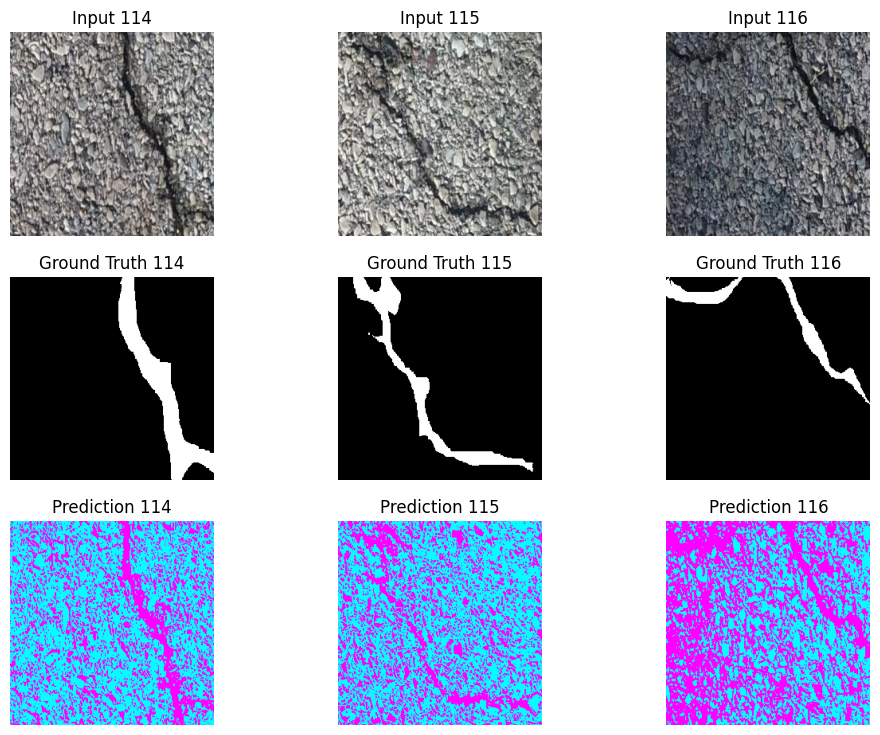 Input 114
Input 115
Input 116
Ground Truth 114
Ground Truth 115
Ground Truth 116
Prediction 114
Prediction 115
Prediction 116